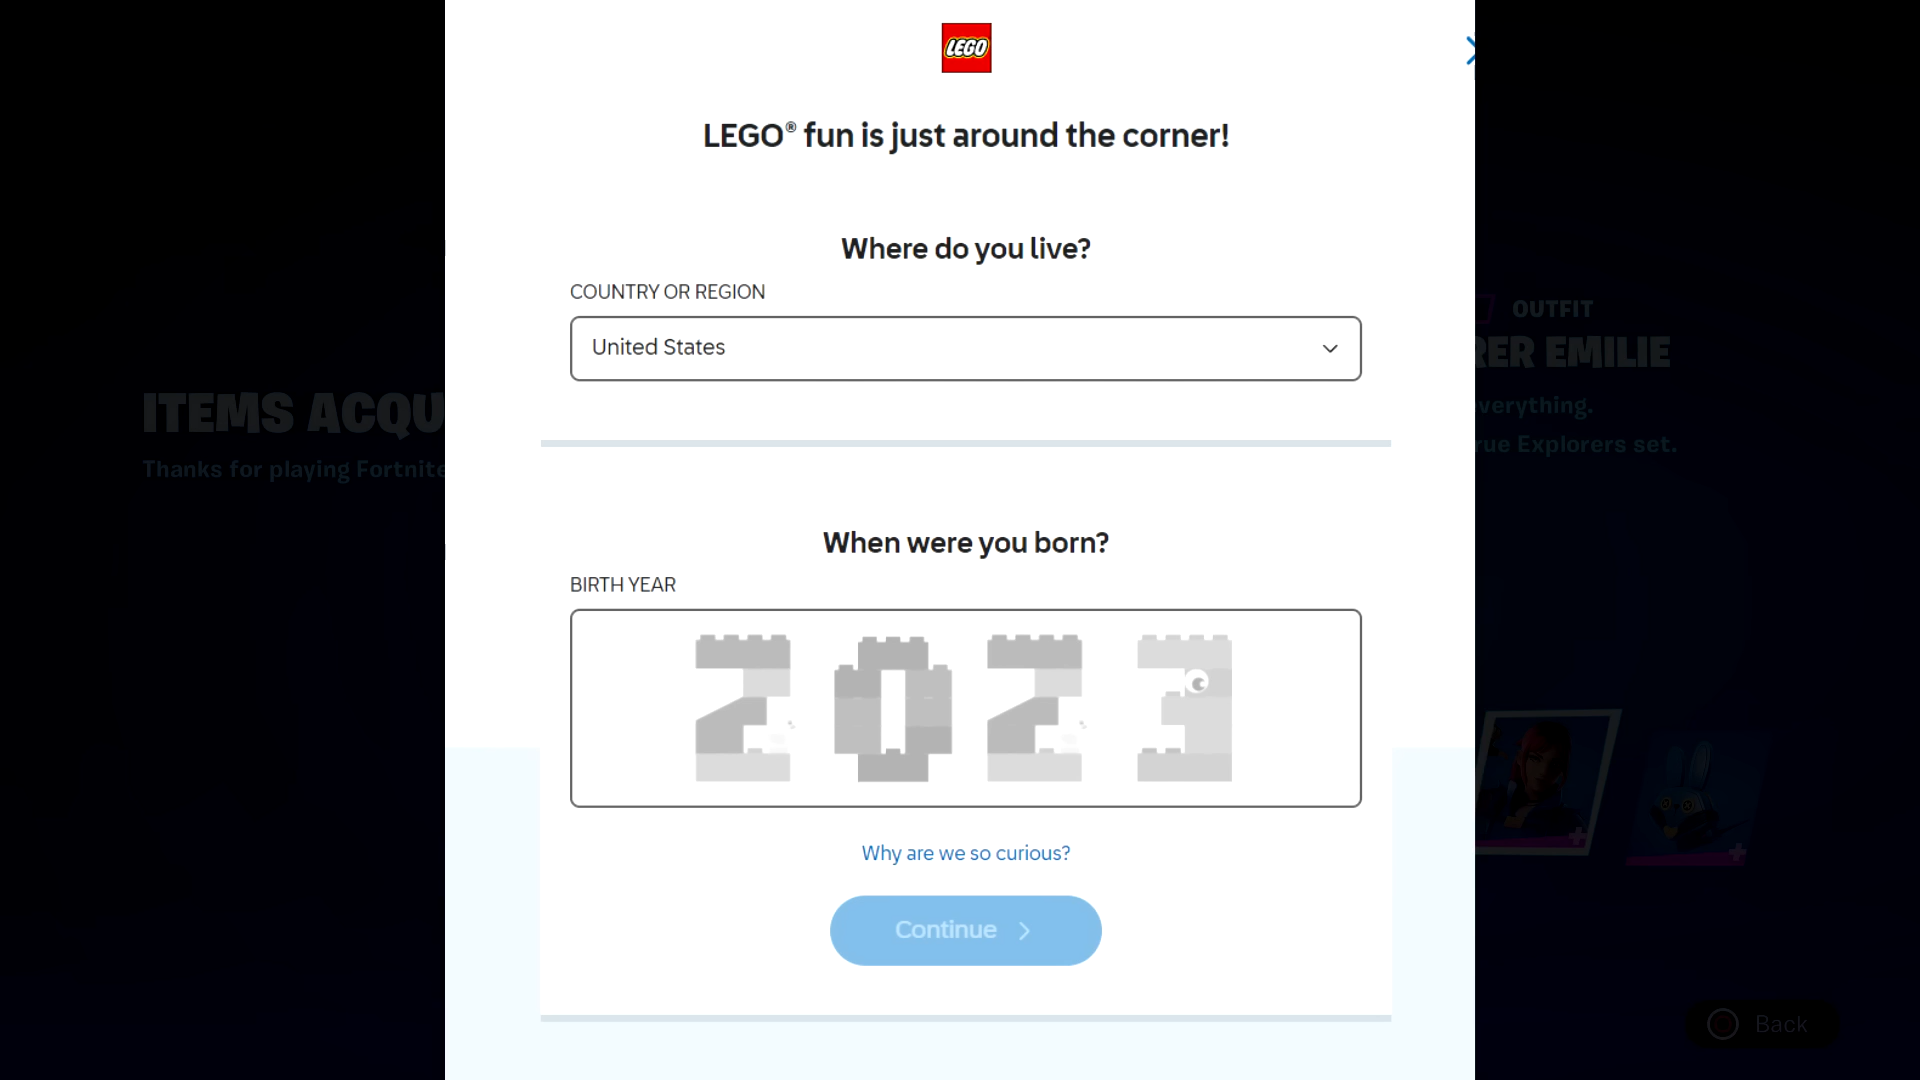 LEGO
LEGO® fun is just around the corner!
Where do you live?
COUNTRY OR REGION
United States
OUTFIT
RER EMILIE
verything.
rue Explorers set.
ITEMS ACQU
Thanks for playing Fortnite
When were you born?
BIRTH YEAR
2023
Why are we so curious?
Continue
Back